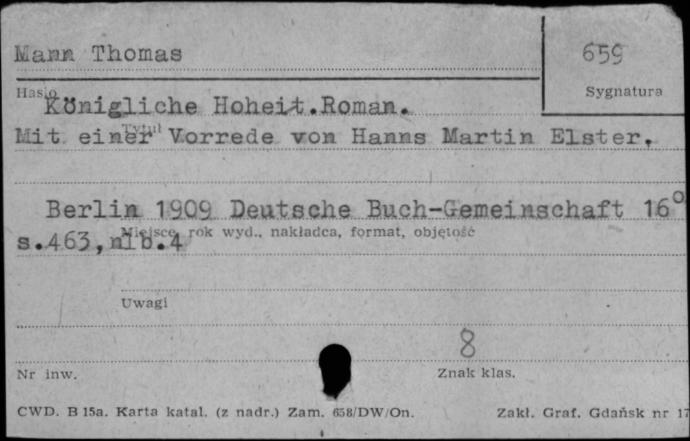 Mann Thomas
659
Sygnatura
Hasło
Königliche Hoheit.Roman.
Tytuł
Mit einer Vorrede von Hanns Martin Elster,
Berlin 1909 Deutsche Buch-Gemeinschaft 16°
Miejsce, rok wyd., nakładca, format, objętość
s.463, nlb.4
Uwagi
8
Nr inw.
Znak klas.
CWD. B 15a. Karta katal. (z nadr.) Zam. 658/DW/On.
Zakł. Graf. Gdańsk nr 17